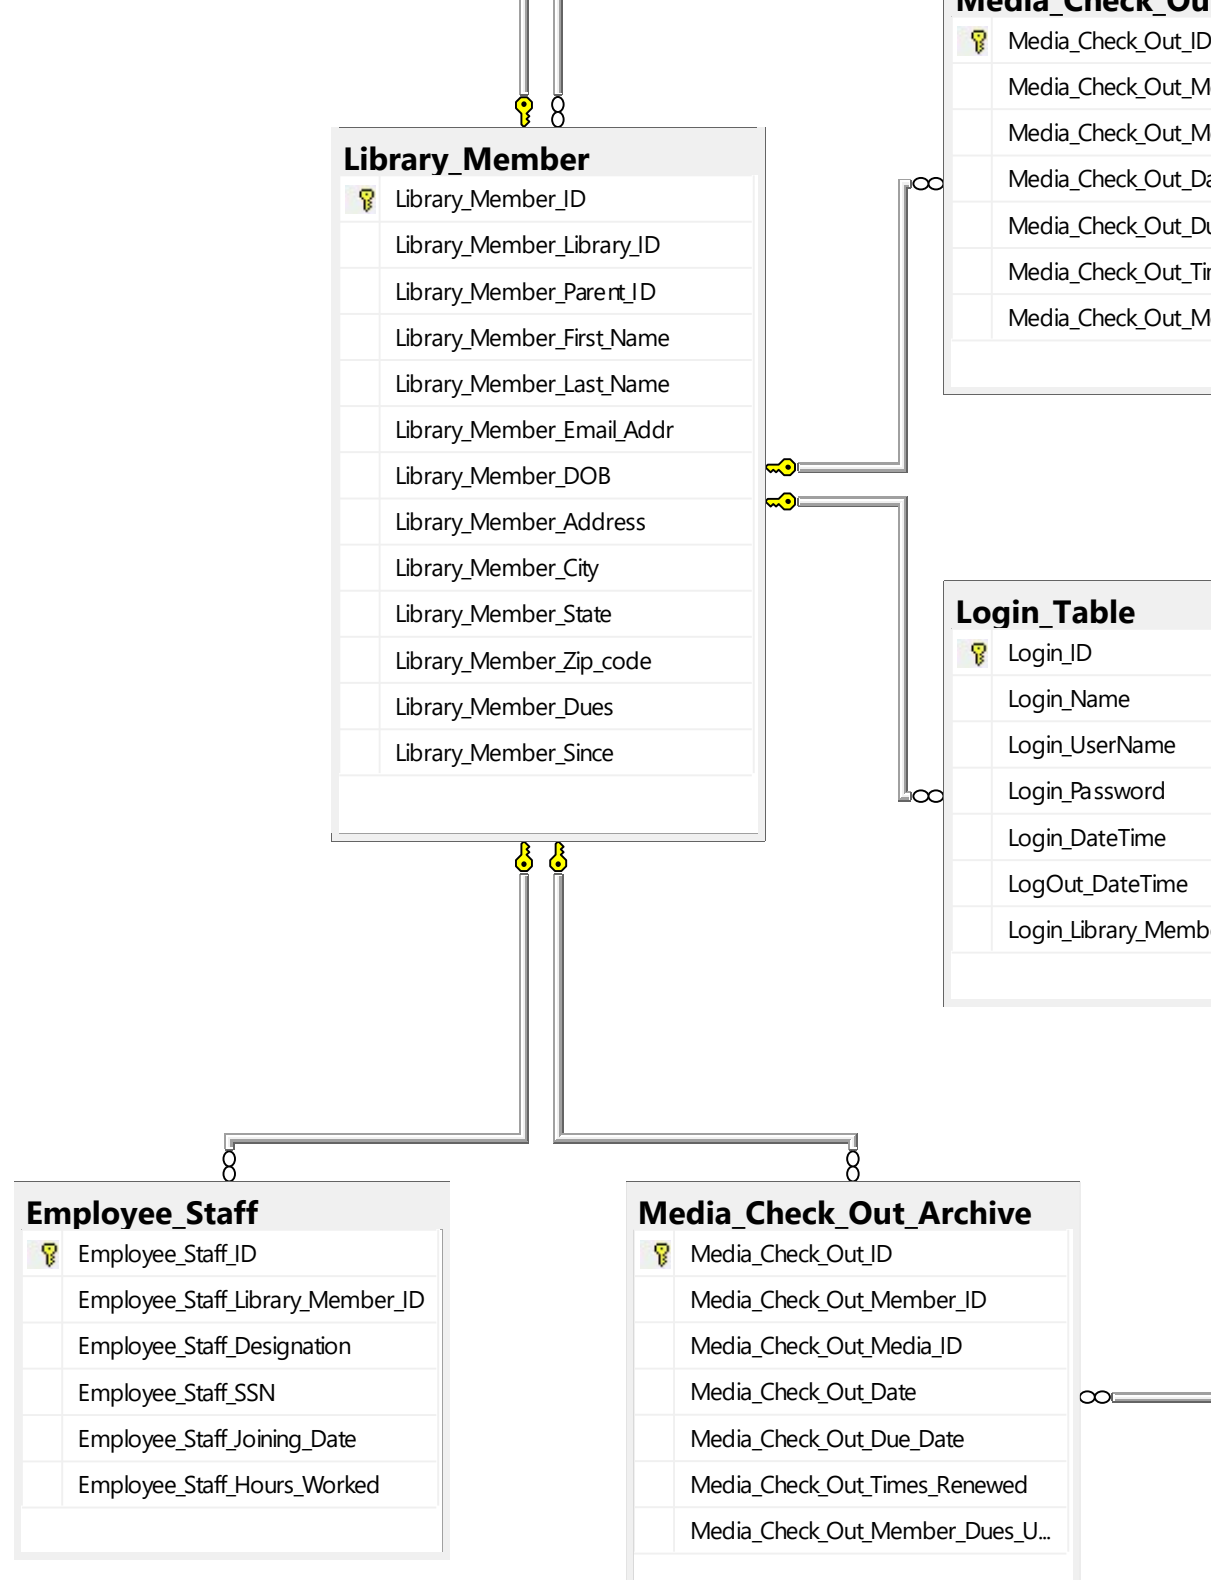 Library_Member
Library_Member_ID
Library_Member_Library_ID
Library_Member_Parent_ID
Library_Member_First_Name
Library_Member_Last_Name
Library_Member_Email_Addr
Library_Member_DOB
Library_Member_Address
Library_Member_City
Library_Member_State
Library_Member_Zip_code
Library_Member_Dues
Library_Member_Since
Media_Check_Ou
Media_Check_Out_ID
Media_Check_Out_M
Media_Check_Out_M
Media_Check_Out_Da
Media_Check_Out_Du
Media_Check_Out_Ti
Media_Check_Out_M
Login_Table
Login_ID
Login_Name
Login_UserName
Login_Password
Login_DateTime
LogOut_DateTime
Login_Library_Memb
Employee_Staff
Employee_Staff_ID
Employee_Staff_Library_Member_ID
Employee_Staff_Designation
Employee_Staff_SSN
Employee_Staff_Joining_Date
Employee_Staff_Hours_Worked
Media_Check_Out_Archive
Media_Check_Out_ID
Media_Check_Out_Member_ID
Media_Check_Out_Media_ID
Media_Check_Out_Date
Media_Check_Out_Due_Date
Media_Check_Out_Times_Renewed
Media_Check_Out_Member_Dues_U...